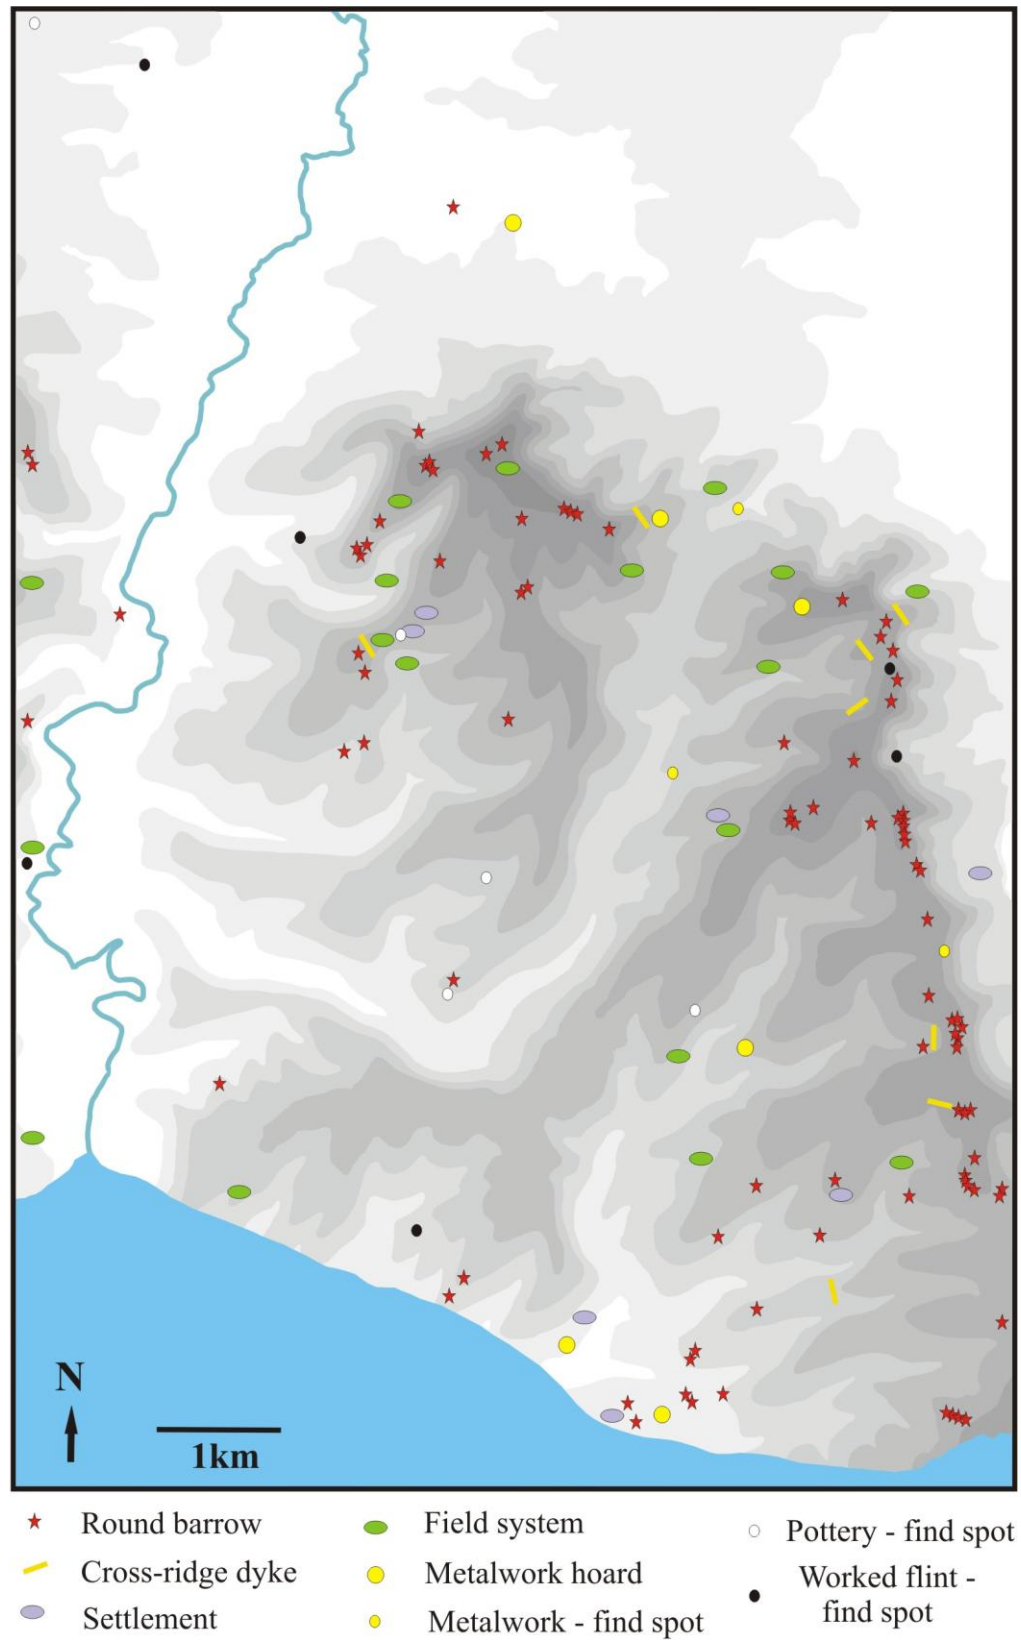 N
1km
Round barrow
Field system
Pottery - find spot
Cross-ridge dyke
Metalwork hoard
Worked flint -
find spot
Settlement
Metalwork - find spot